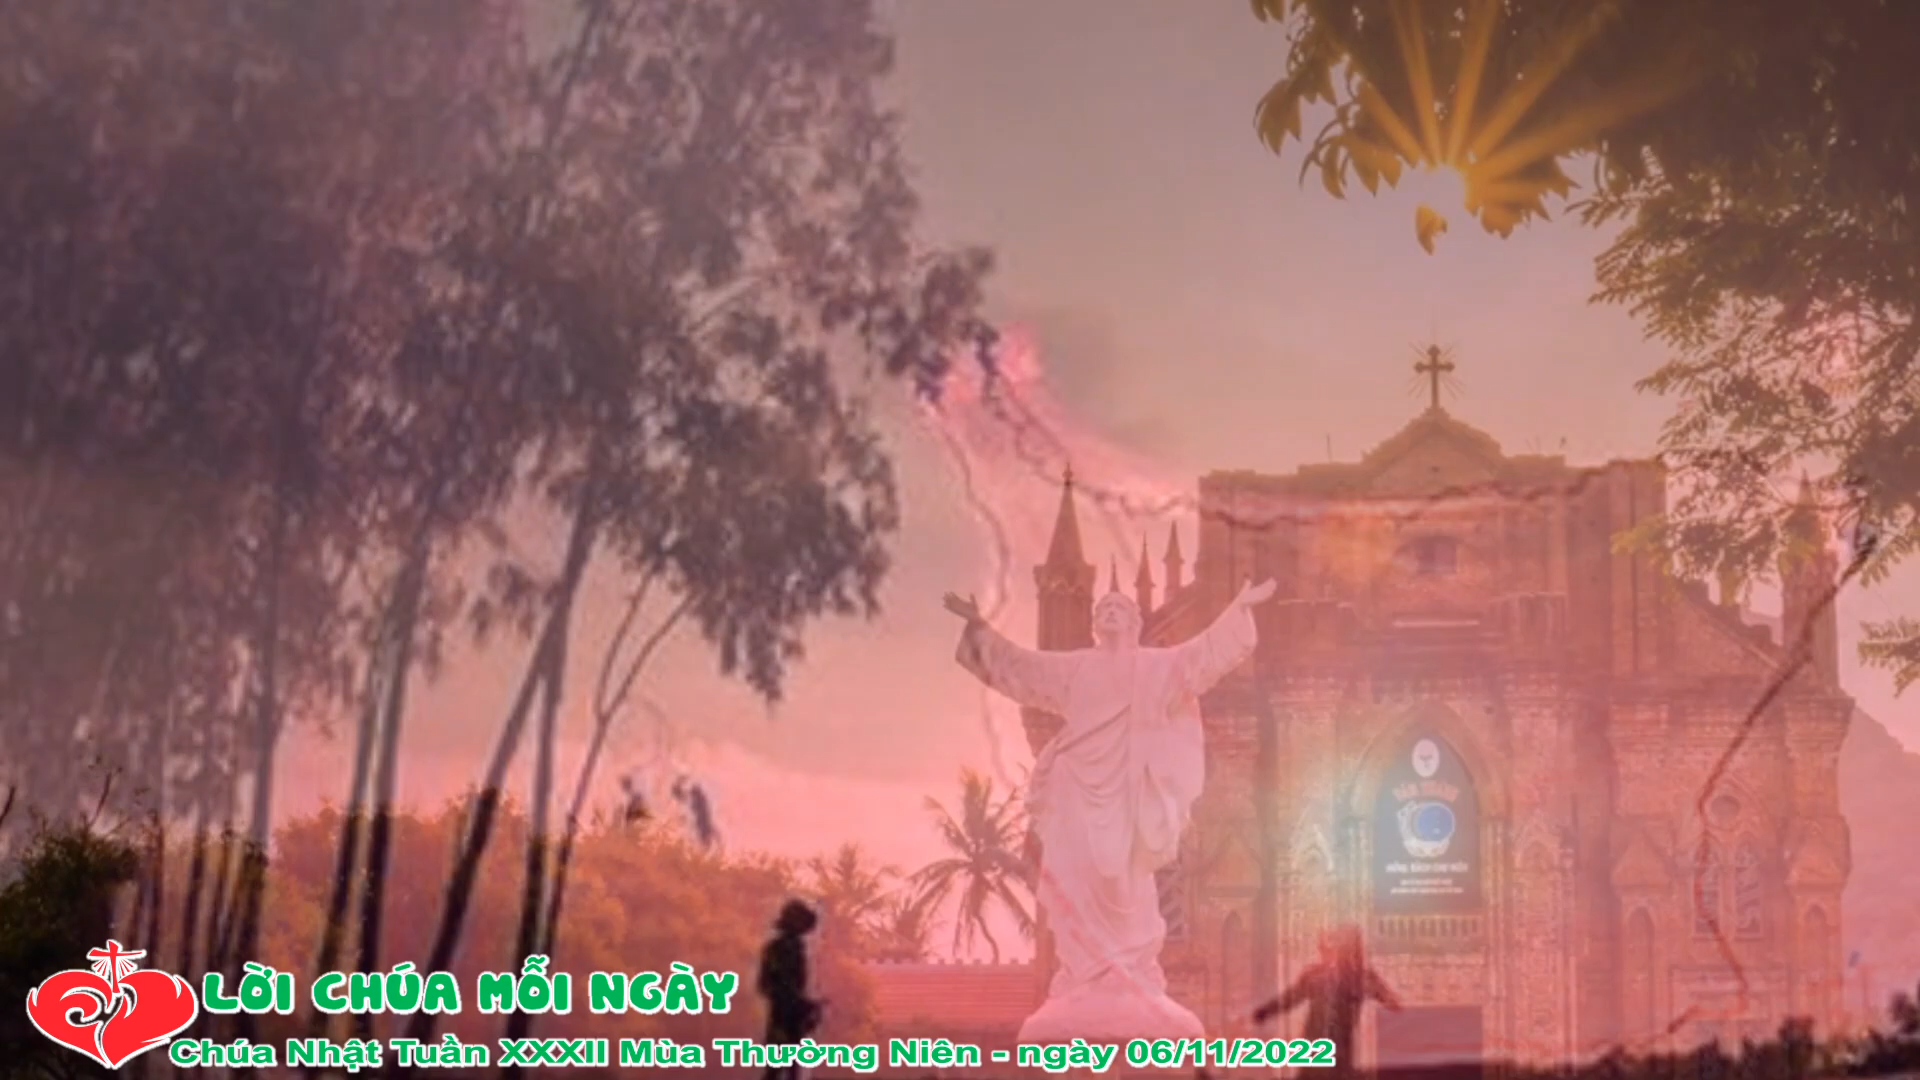 LỜI CHÚA MỖI NGÀY
Chúa Nhật Tuần XXXII Mùa Thường Niên - ngày 06/11/2022